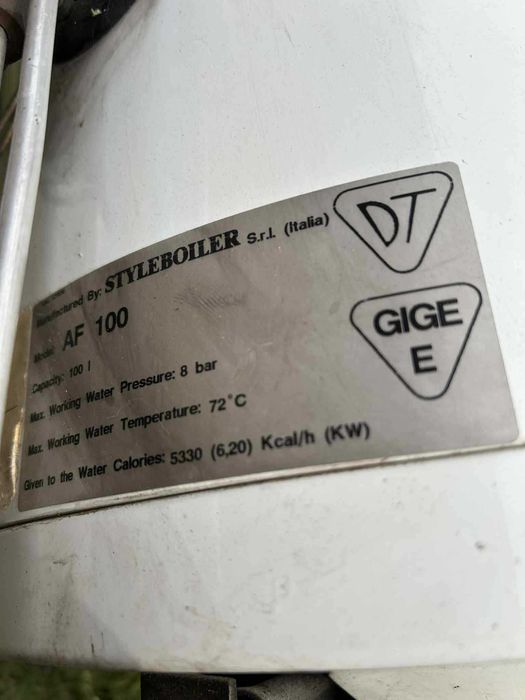 Manufactured By: STYLEBOILER S.r.l. (Italia)
Model: AF 100
Capacity: 100 l
Max. Working Water Pressure: 8 bar
Max. Working Water Temperature: 72°C
Given to the Water Calories: 5330 (6,20) Kcal/h (KW)
DT
GIGE
E